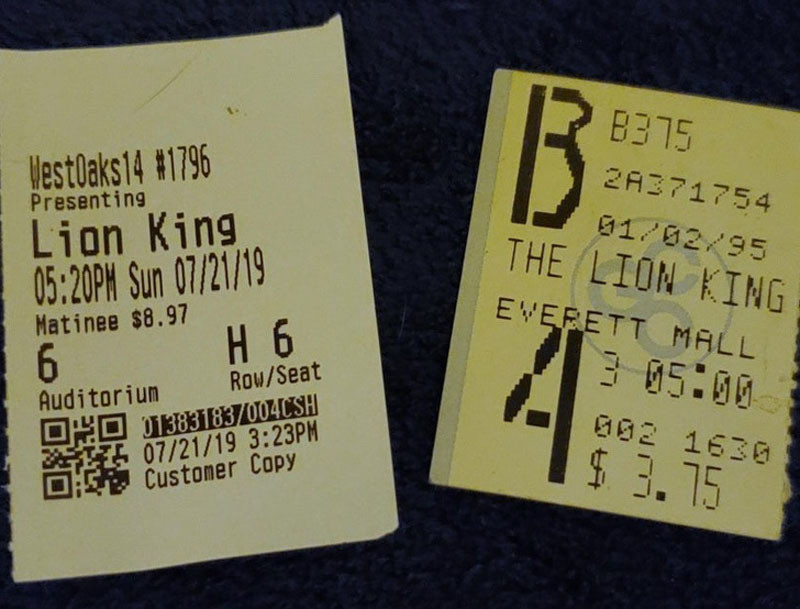 WestOaks14 #1796
Presenting
Lion King
05:20PM Sun 07/21/19
Matinee $8.97
6 H 6
Auditorium Row/Seat
01383183/004CSH
07/21/19 3:23PM
Customer Copy
B B375
2A371754
01/02/95
THE LION KING
EVERETT MALL
A 3 05:00
002 1630
$ 3.75